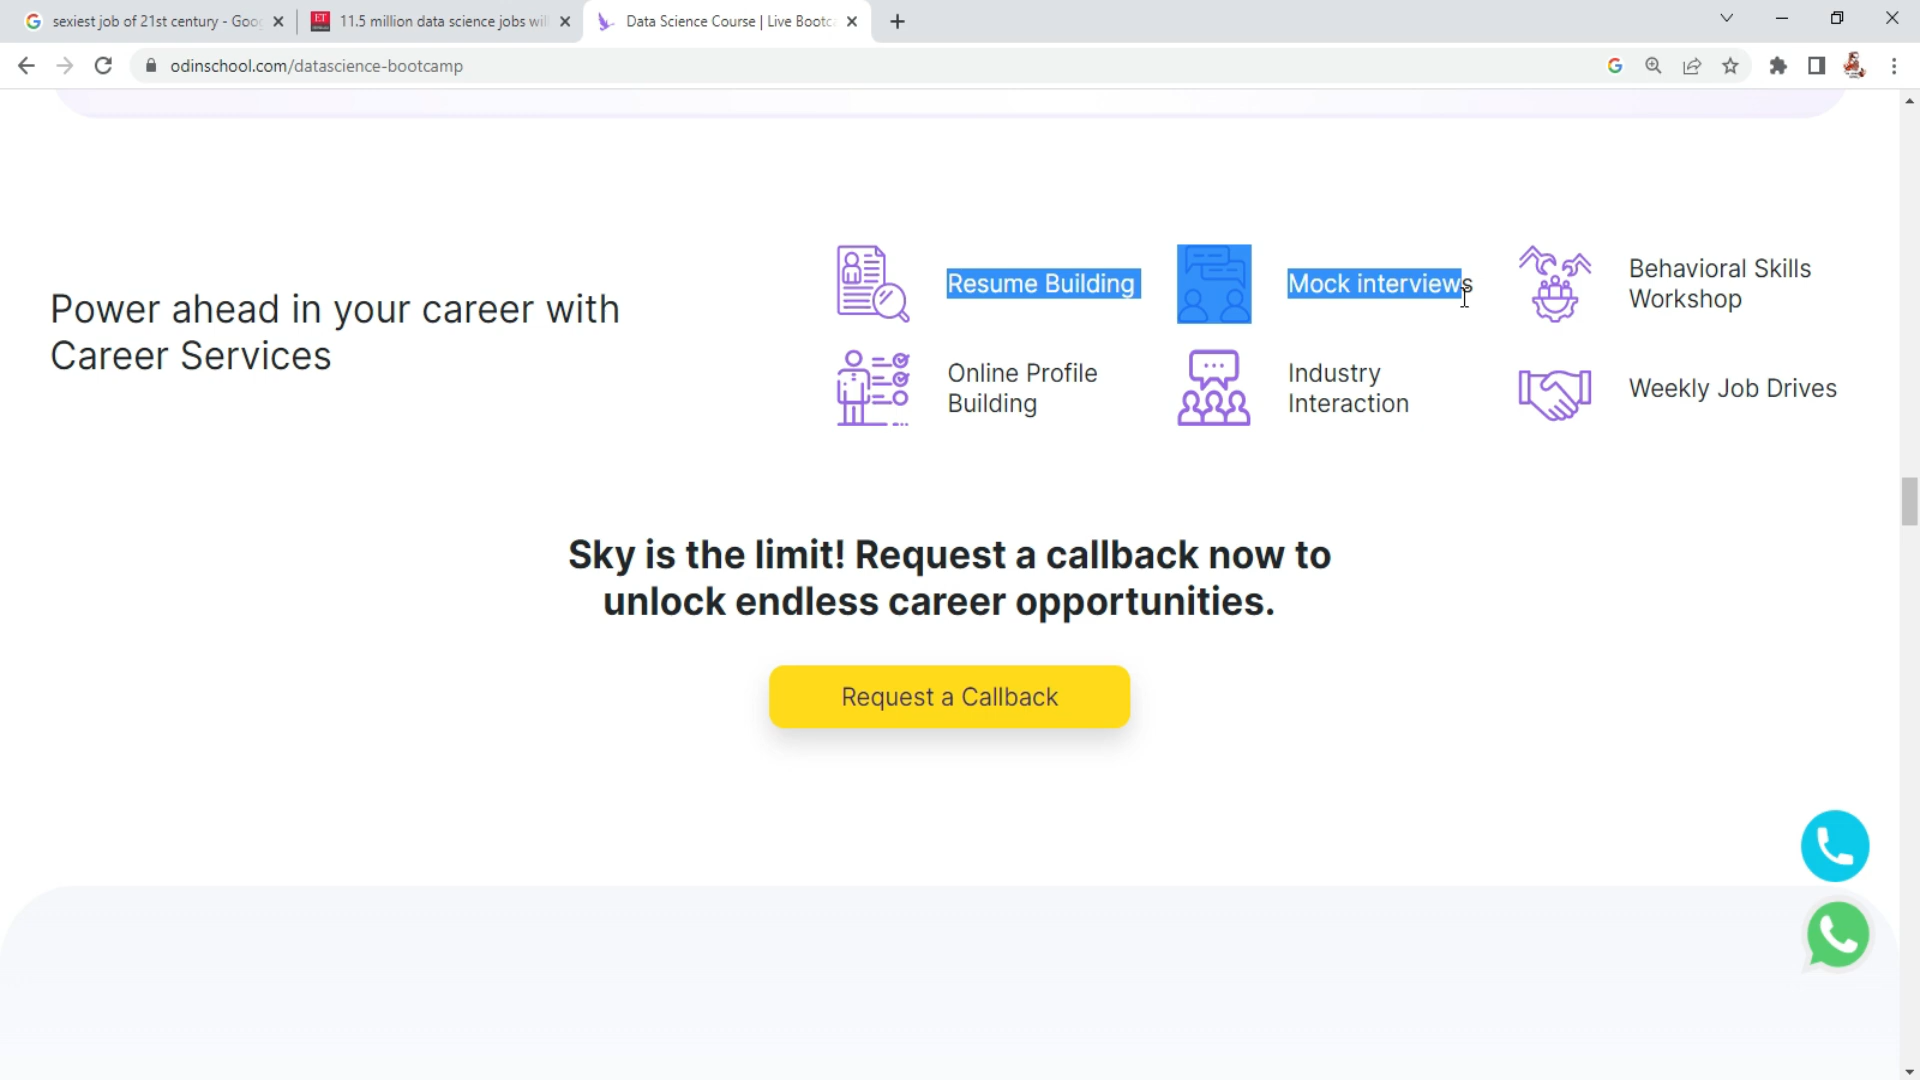 sexiest job of 21st century - Goo
11.5 million data science jobs wil
Data Science Course | Live Bootc
odinschool.com/datascience-bootcamp
Power ahead in your career with
Career Services
Resume Building
Mock interviews
Behavioral Skills
Workshop
Online Profile
Building
Industry
Interaction
Weekly Job Drives
Sky is the limit! Request a callback now to
unlock endless career opportunities.
Request a Callback